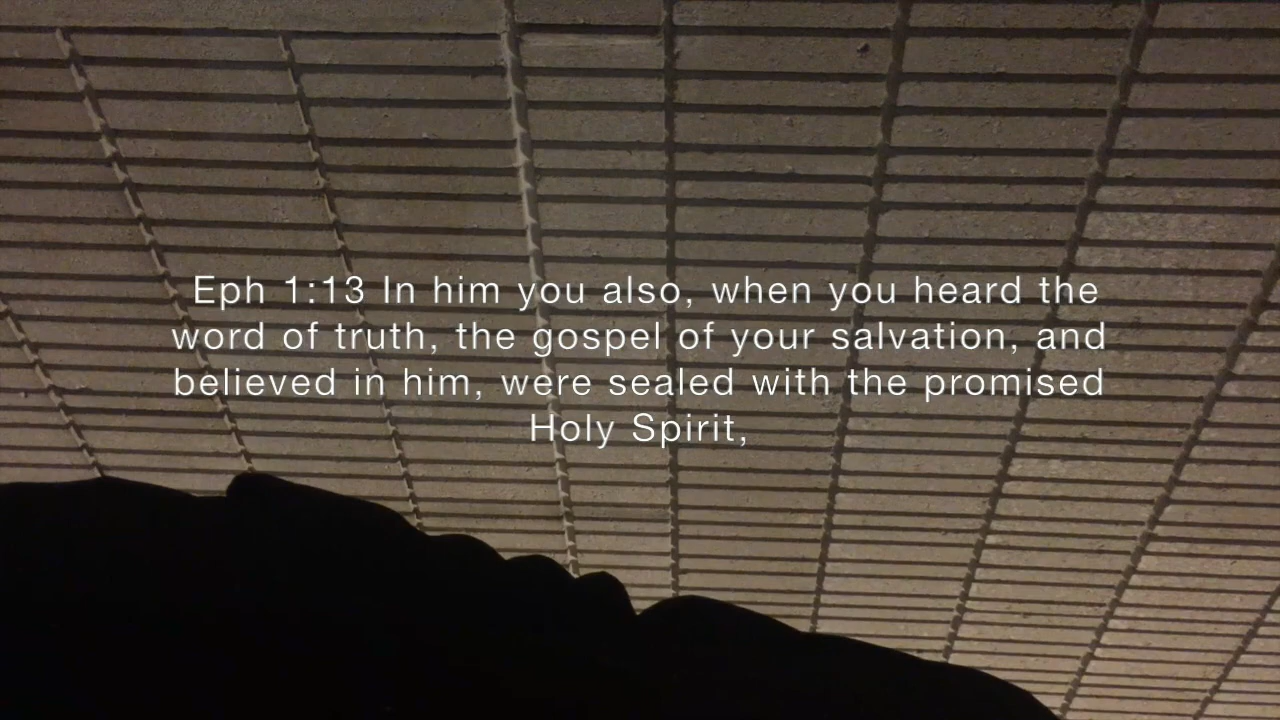 Eph 1:13 In him you also, when you heard the
word of truth, the gospel of your salvation, and
believed in him, were sealed with the promised
Holy Spirit,